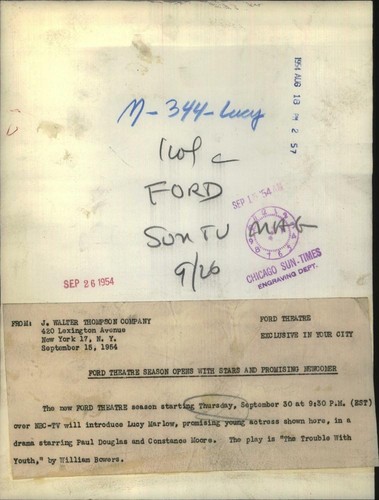 1954 AUG 18 PM 2 57
M-344-Lucy
1 col c
FORD
SUN TV MAG
9/26
SEP 15 '54
CHICAGO SUN-TIMES
ENGRAVING DEPT.
SEP 26 1954
FROM: J. WALTER THOMPSON COMPANY
420 Lexington Avenue
New York 17, N. Y.
September 15, 1954
FORD THEATRE
EXCLUSIVE IN YOUR CITY
FORD THEATRE SEASON OPENS WITH STARS AND PROMISING NEWCOMER
The new FORD THEATRE season starting Thursday, September 30 at 9:30 P.M. (EST)
over NBC-TV will introduce Lucy Marlow, promising young actress shown here, in a
drama starring Paul Douglas and Constance Moore. The play is "The Trouble With
Youth," by William Bowers.